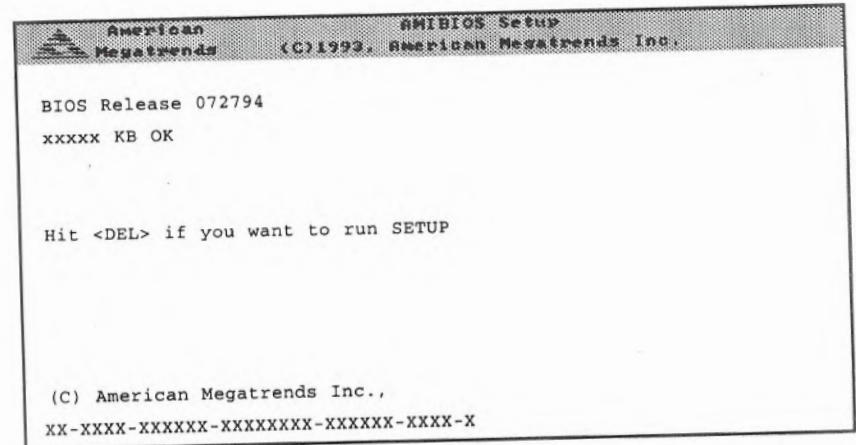 American
Megatrends
AMIBIOS Setup
(C)1993, American Megatrends Inc.
BIOS Release 072794
xxxxx KB OK
Hit <DEL> if you want to run SETUP
(C) American Megatrends Inc.,
XX-XXXX-XXXXXX-XXXXXXXX-XXXXXX-XXXX-X